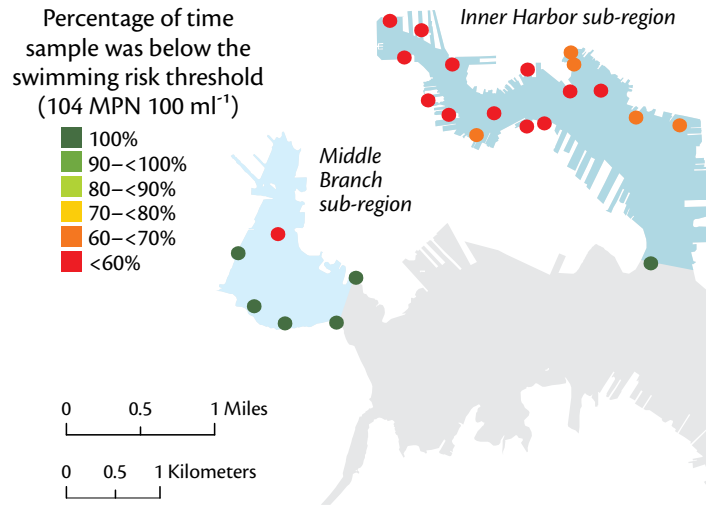 Percentage of time
sample was below the
swimming risk threshold
(104 MPN 100 ml⁻¹)
100%
90–<100%
80–<90%
70–<80%
60–<70%
<60%
Inner Harbor sub-region
Middle
Branch
sub-region
0 0.5 1 Miles
0 0.5 1 Kilometers